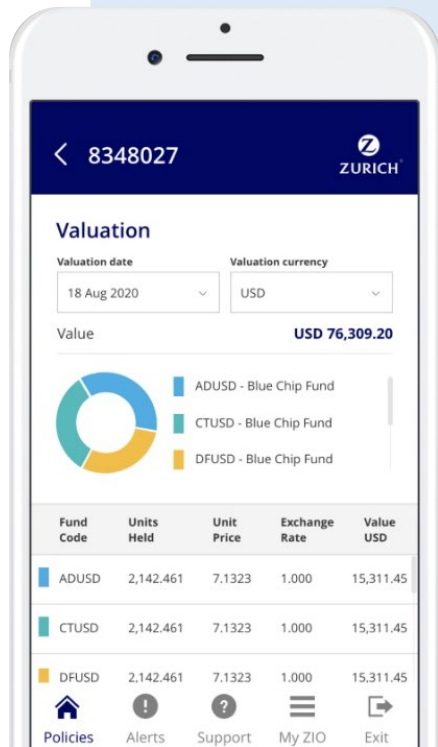 8348027
ZURICH
Valuation
Valuation date Valuation currency
18 Aug 2020 USD
Value USD 76,309.20
ADUSD - Blue Chip Fund
CTUSD - Blue Chip Fund
DFUSD - Blue Chip Fund
Fund Code Units Held Unit Price Exchange Rate Value USD
ADUSD 2,142.461 7.1323 1.000 15,311.45
CTUSD 2,142.461 7.1323 1.000 15,311.45
DFUSD 2,142.461 7.1323 1.000 15,311.45
Policies Alerts Support My ZIO Exit